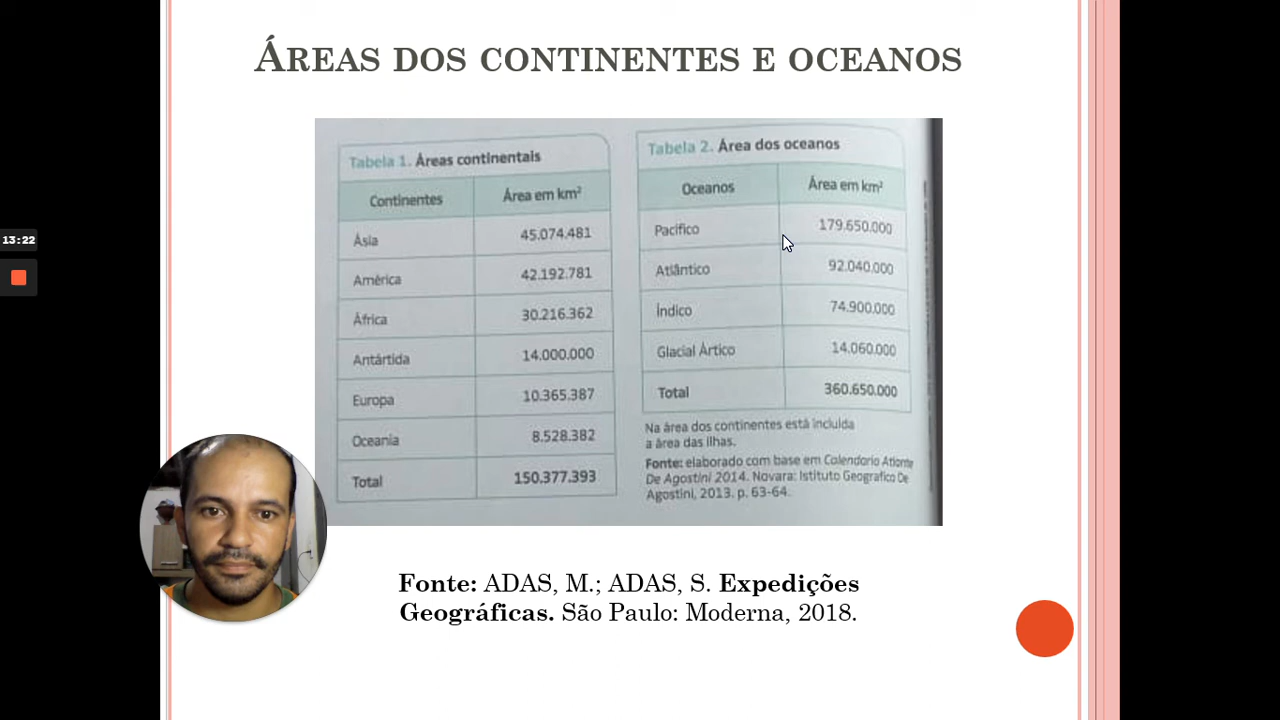 ÁREAS DOS CONTINENTES E OCEANOS
Tabela 1. Áreas continentais
Continentes Área em km²
Ásia 45.074.481
América 42.192.781
África 30.216.362
Antártida 14.000.000
Europa 10.365.387
Oceania 8.528.382
Total 150.377.393
Tabela 2. Área dos oceanos
Oceanos Área em km²
Pacífico 179.650.000
Atlântico 92.040.000
Índico 74.900.000
Glacial Ártico 14.060.000
Total 360.650.000
Na área dos continentes está incluída
a área das ilhas.
Fonte: elaborado com base em Calendario Atlante
De Agostini 2014. Novara: Istituto Geografico De
Agostini, 2013. p. 63-64.
13:22
Fonte: ADAS, M.; ADAS, S. Expedições
Geográficas. São Paulo: Moderna, 2018.